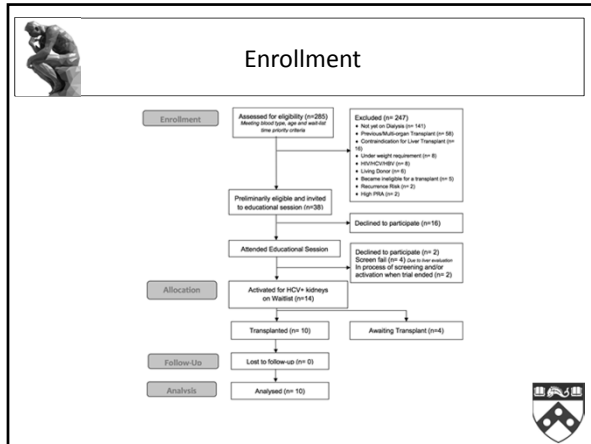 Enrollment
Enrollment
Assessed for eligibility (n=285)
Meeting blood type, age and wait-list
time priority criteria
Excluded (n= 247)
• Not yet on Dialysis (n= 141)
• Previous/Multi-organ Transplant (n= 58)
• Contraindication for Liver Transplant (n=
16)
• Under weight requirement (n= 8)
• HIV/HCV/HBV (n= 8)
• Living Donor (n= 6)
• Became ineligible for a transplant (n= 5)
• Recurrence Risk (n= 2)
• High PRA (n= 2)
Preliminarily eligible and invited
to educational session
(n=38)
Declined to participate (n=16)
Attended Educational Session
Declined to participate (n= 2)
Screen fail (n= 4) Due to liver evaluation
In process of screening and/or
activation when trial ended (n= 2)
Allocation
Activated for HCV+ kidneys
on Waitlist (n=14)
Transplanted (n= 10)
Awaiting Transplant (n=4)
Follow-Up
Lost to follow-up (n= 0)
Analysis
Analysed (n= 10)